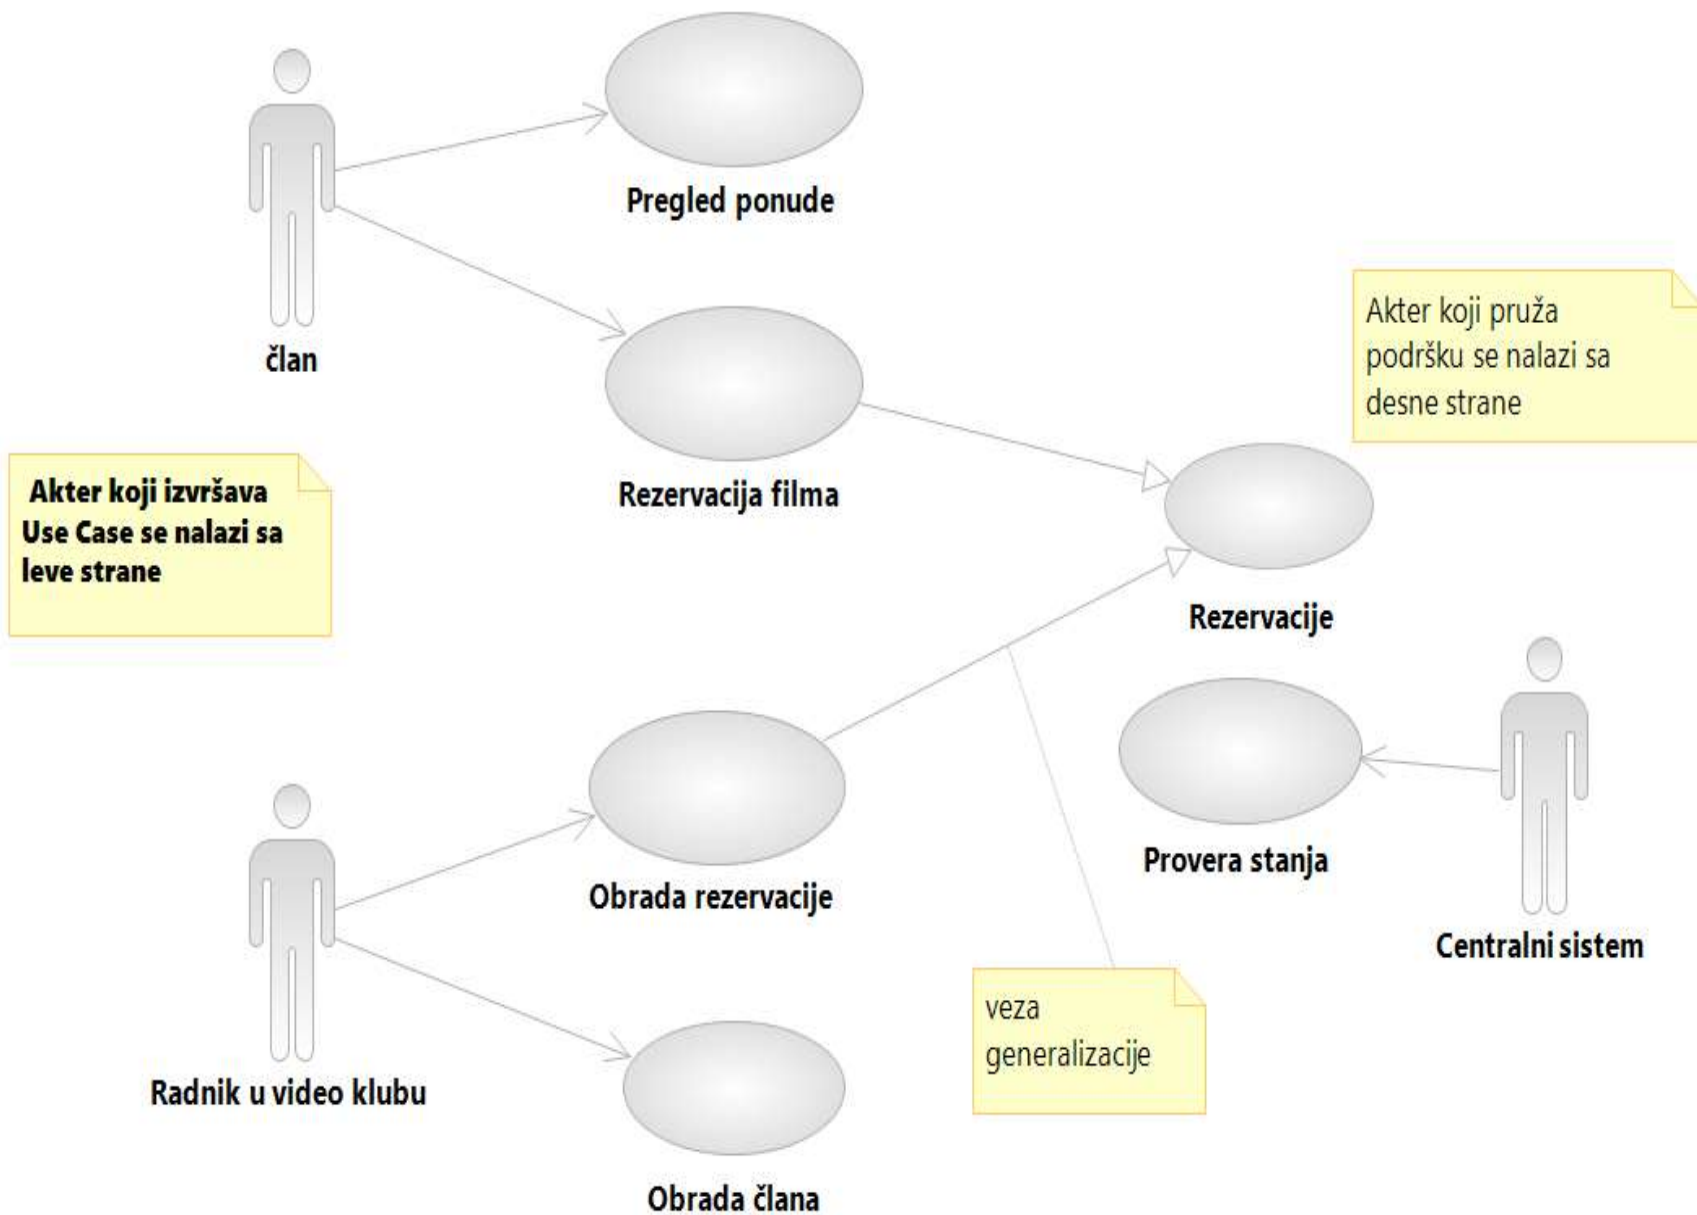 Pregled ponude
član
Akter koji pruža
podršku se nalazi sa
desne strane
Akter koji izvršava
Use Case se nalazi sa
leve strane
Rezervacija filma
Rezervacije
Provera stanja
Obrada rezervacije
Centralni sistem
veza
generalizacije
Radnik u video klubu
Obrada člana